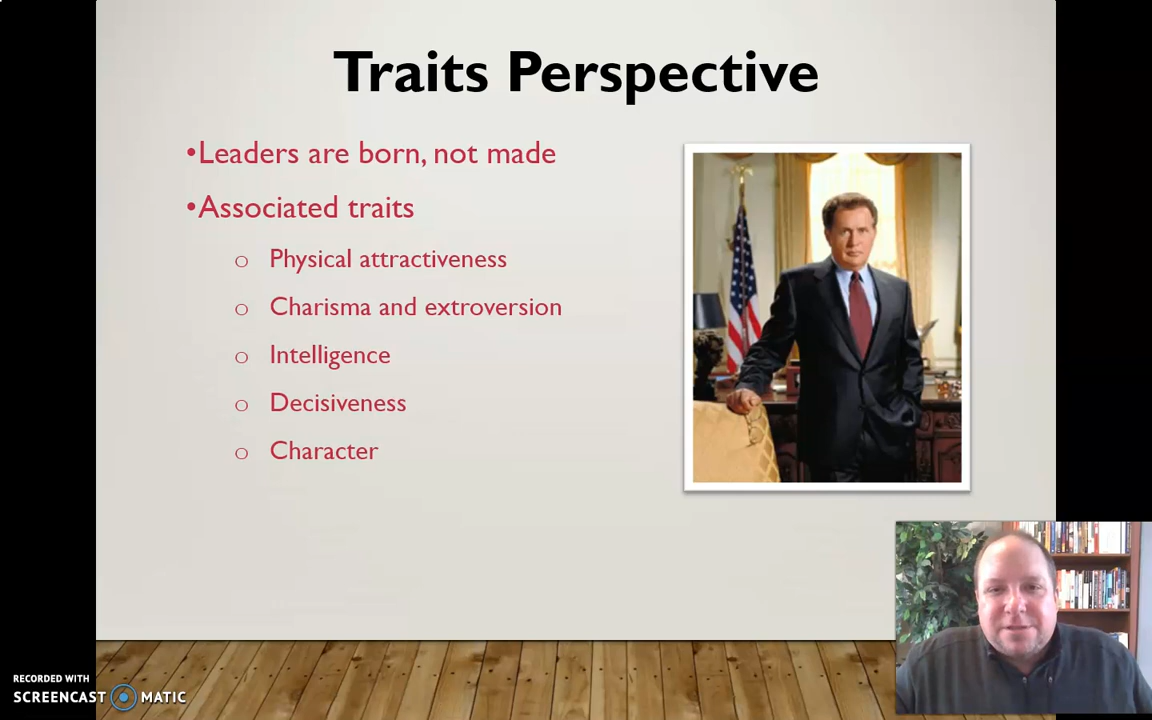 Traits Perspective
•Leaders are born, not made
•Associated traits
o Physical attractiveness
o Charisma and extroversion
o Intelligence
o Decisiveness
o Character
RECORDED WITH
SCREENCAST MATIC